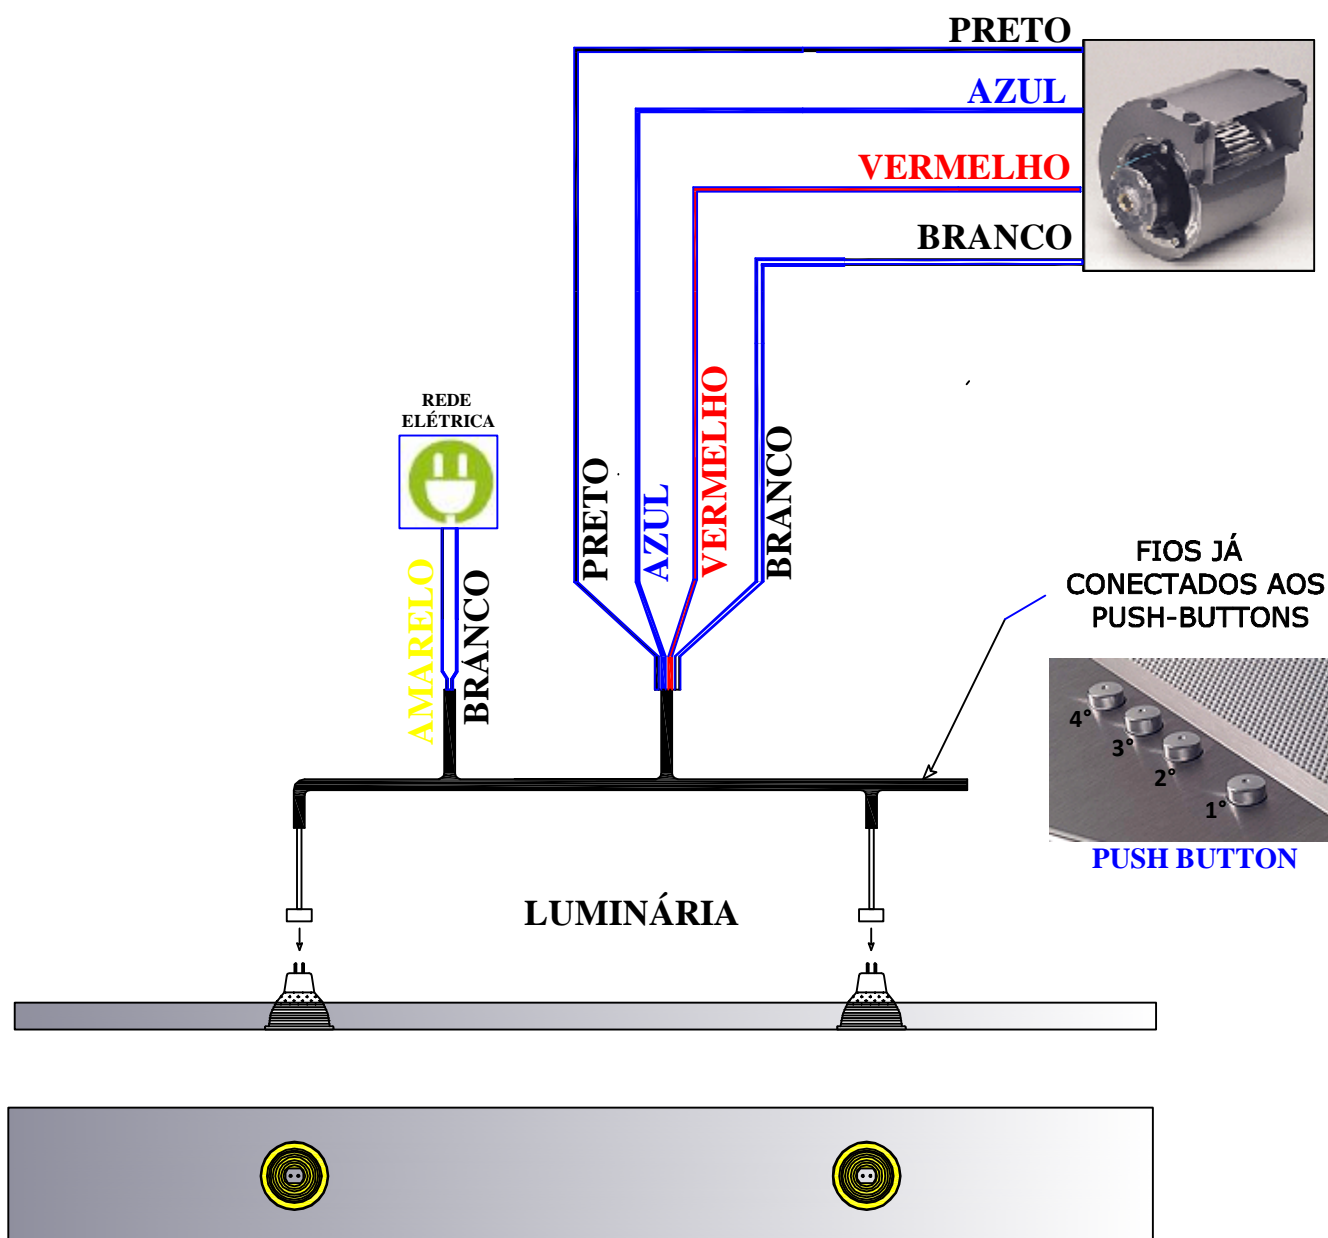 PRETO
AZUL
VERMELHO
BRANCO
REDE
ELÉTRICA
AMARELO
BRÁNCO
PRETO
AZUL
VERMELHO
BRANCO
FIOS JÁ
CONECTADOS AOS
PUSH-BUTTONS
4°
3°
2°
1°
PUSH BUTTON
LUMINÁRIA